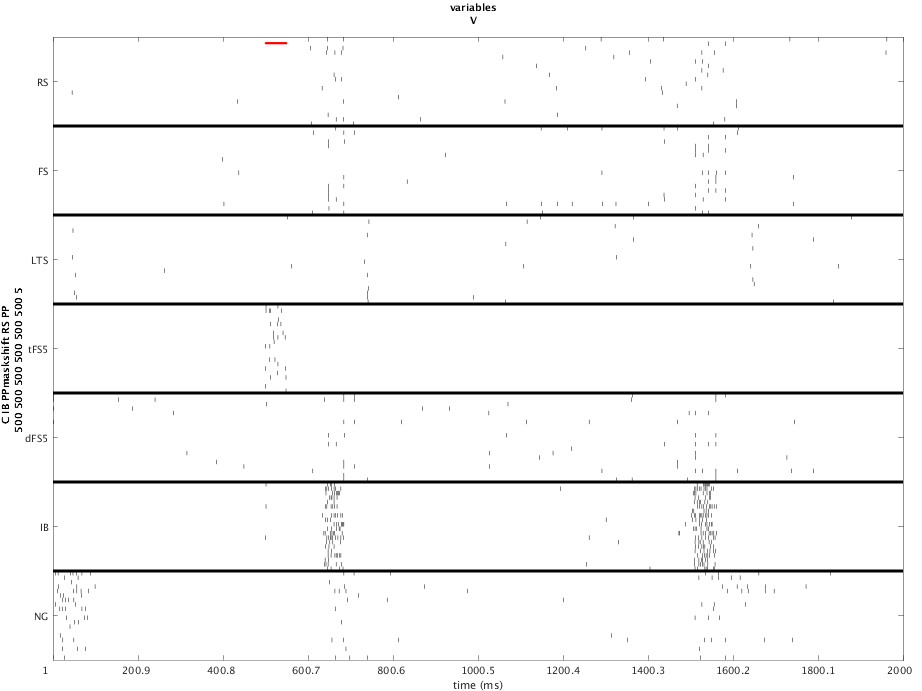 variables
V
RS
FS
LTS
tFS5
dFS5
IB
NG
C IB PPmaskshift RS PP
500 500 500 500 500 500 5
1 200.9 400.8 600.7 800.6 1000.5 1200.4 1400.3 1600.2 1800.1 2000
time (ms)